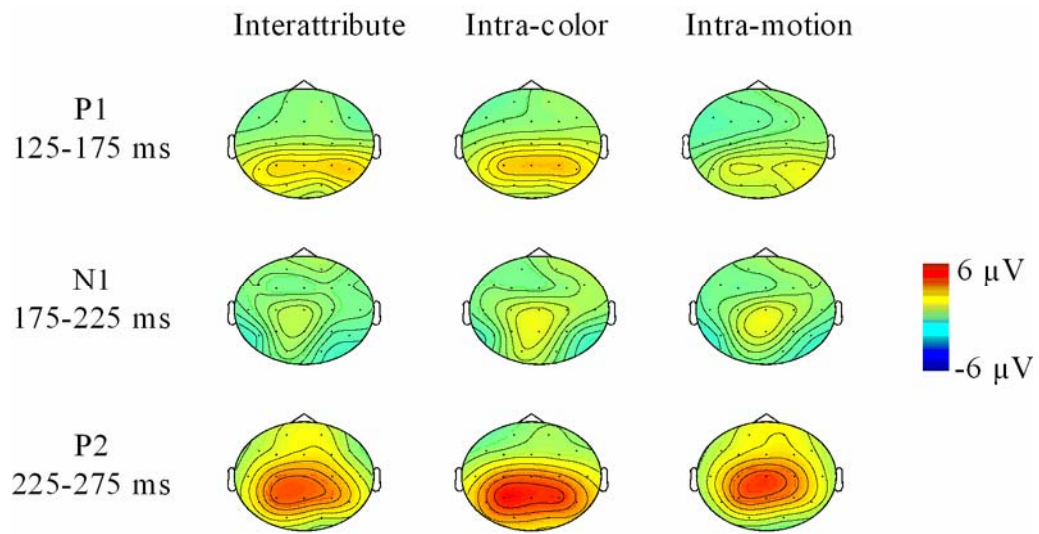 Interattribute Intra-color Intra-motion
P1
125-175 ms
N1
175-225 ms
6 μV
-6 μV
P2
225-275 ms